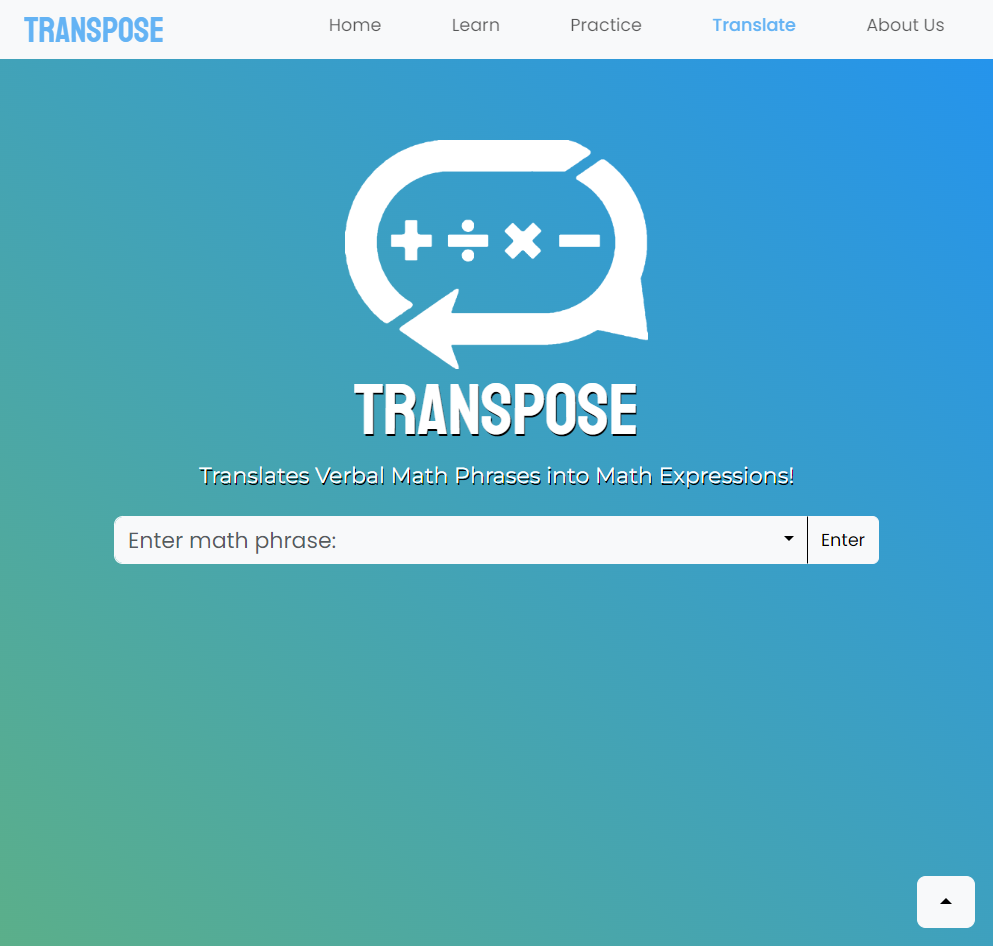 TRANSPOSE Home Learn Practice Translate About Us
+ ÷ × −
TRANSPOSE
Translates Verbal Math Phrases into Math Expressions!
Enter math phrase: Enter